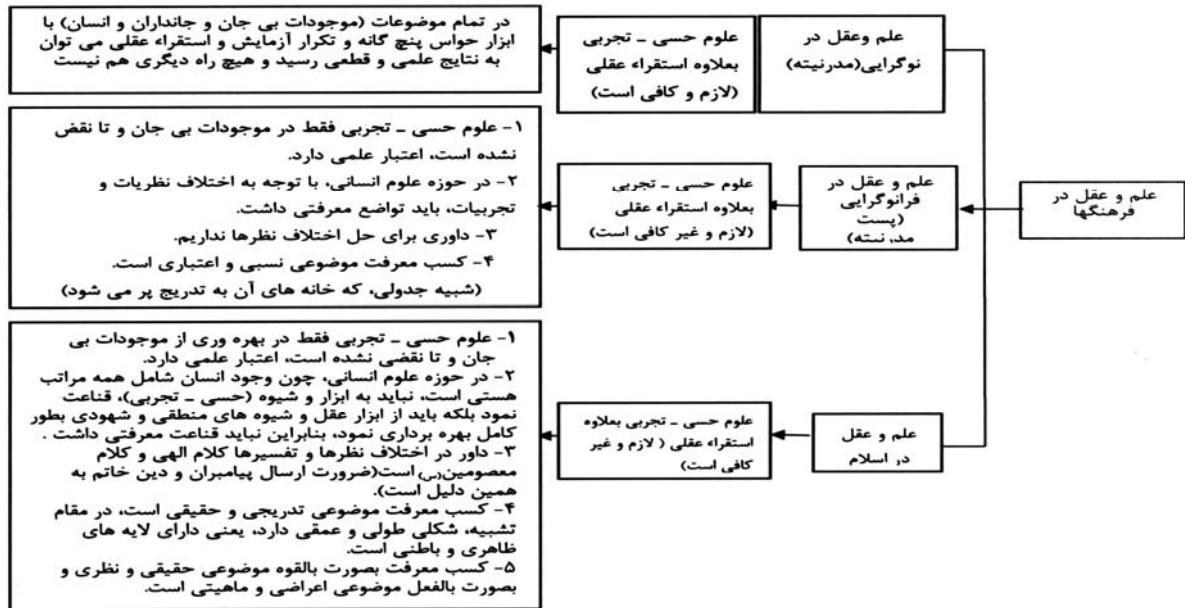 علم و عقل در
فرهنگها
علم وعقل در
نوگرایی(مدرنیته)
علوم حسی ـ تجربی
بعلاوه استقراء عقلی
(لازم و کافی است)
در تمام موضوعات (موجودات بی جان و جانداران و انسان) با
ابزار حواس پنچ گانه و تکرار آزمایش و استقراء عقلی می توان
به نتایج علمی و قطعی رسید و هیچ راه دیگری هم نیست
علم و عقل در
فرانوگرایی
(پست
مدرنیته)
علوم حسی ـ تجربی
بعلاوه استقراء عقلی
(لازم و غیر کافی است)
۱- علوم حسی ـ تجربی فقط در موجودات بی جان و تا نقض
نشده است، اعتبار علمی دارد.
۲- در حوزه علوم انسانی، با توجه به اختلاف نظریات و
تجربیات، باید تواضع معرفتی داشت.
۳- داوری برای حل اختلاف نظرها نداریم.
۴- کسب معرفت موضوعی نسبی و اعتباری است.
(شبیه جدولی، که خانه های آن به تدریج پر می شود)
علم و عقل
در اسلام
علوم حسی ـ تجربی بعلاوه
استقراء عقلی ( لازم و غیر
کافی است)
۱- علوم حسی ـ تجربی فقط در بهره وری از موجودات بی
جان و تا نقضی نشده است، اعتبار علمی دارد.
۲- در حوزه علوم انسانی، چون وجود انسان شامل همه مراتب
هستی است، نباید به ابزار و شیوه (حسی ـ تجربی)، قناعت
نمود بلکه باید از ابزار عقل و شیوه های منطقی و شهودی بطور
کامل بهره برداری نمود، بنابراین نباید قناعت معرفتی داشت .
۳- داور در اختلاف نظرها و تفسیرها کلام الهی و کلام
معصومین(س) است(ضرورت ارسال پیامبران و دین خاتم به
همین دلیل است).
۴- کسب معرفت موضوعی تدریجی و حقیقی است، در مقام
تشبیه، شکلی طولی و عمقی دارد، یعنی دارای لایه های
ظاهری و باطنی است.
۵- کسب معرفت بصورت بالقوه موضوعی حقیقی و نظری و
بصورت بالفعل موضوعی اعراضی و ماهیتی است.